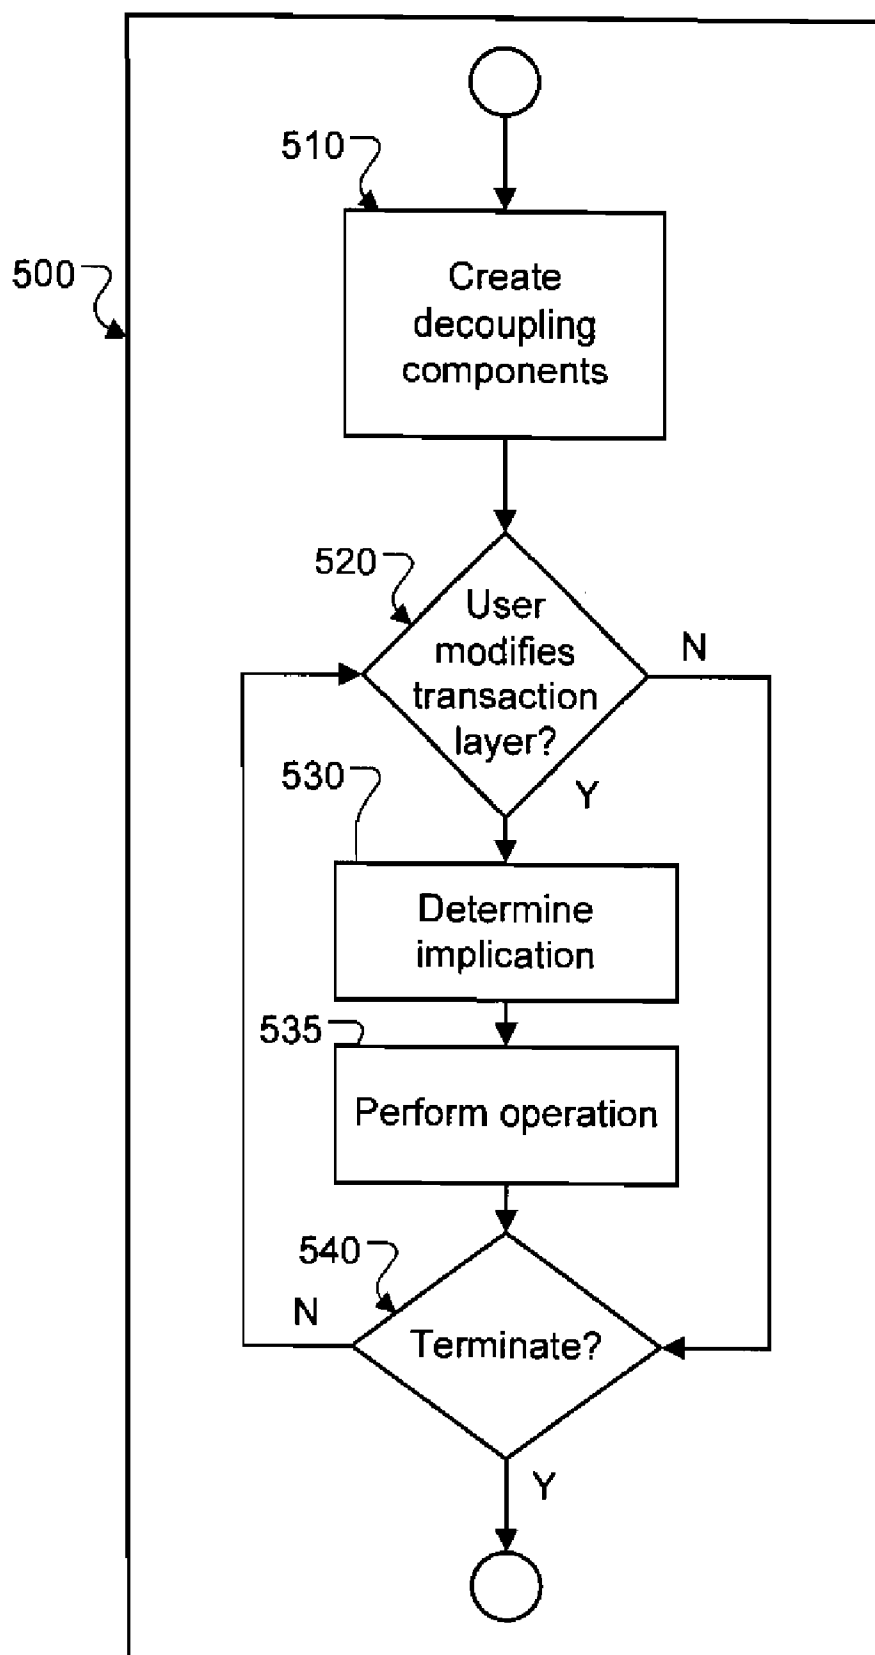 510
500
Create
decoupling
components
520
User
modifies
transaction
layer?
N
Y
530
Determine
implication
535
Perform operation
540
N
Terminate?
Y